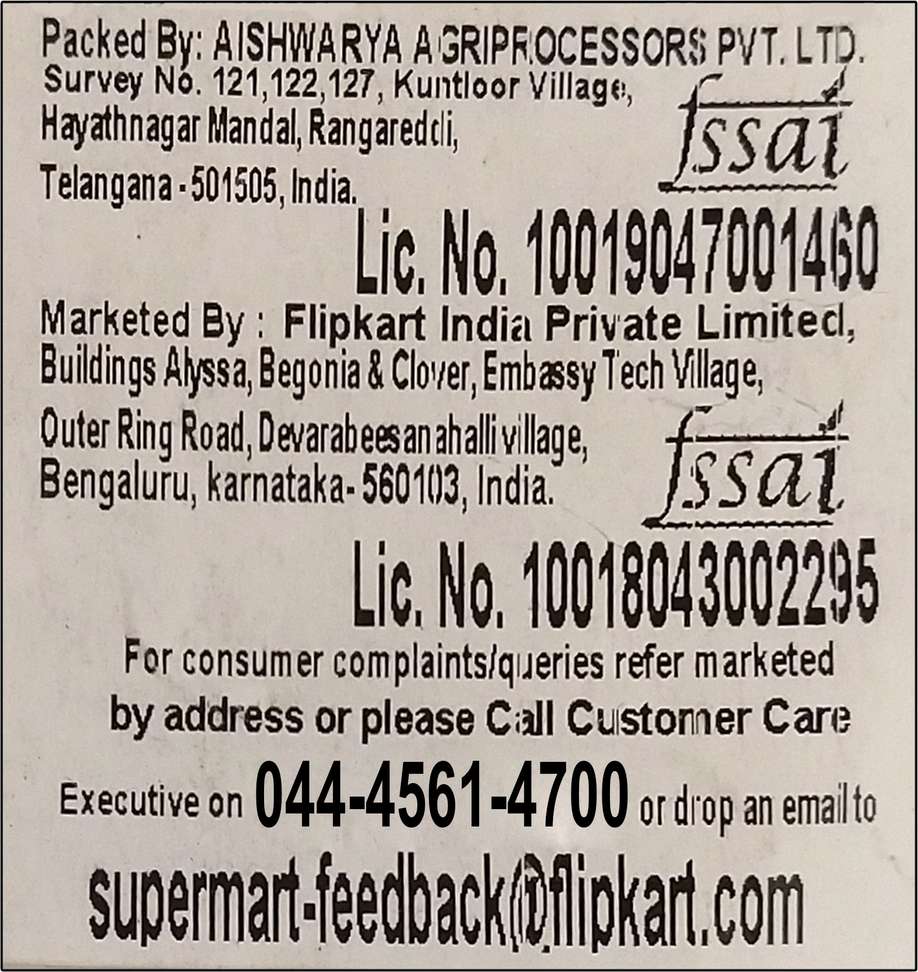 Packed By: AISHWARYA AGRIPROCESSORS PVT. LTD.
Survey No. 121,122,127, Kuntloor Village,
Hayathnagar Mandal, Rangareddi,
Telangana - 501505, India.
fssai
Lic. No. 10019047001460
Marketed By : Flipkart India Private Limited,
Buildings Alyssa, Begonia & Clover, Embassy Tech Village,
Outer Ring Road, Devarabeesanahalli village,
Bengaluru, karnataka- 560103, India.
fssai
Lic. No. 10018043002295
For consumer complaints/queries refer marketed
by address or please Call Customer Care
Executive on 044-4561-4700 or drop an email to
supermart-feedback@flipkart.com